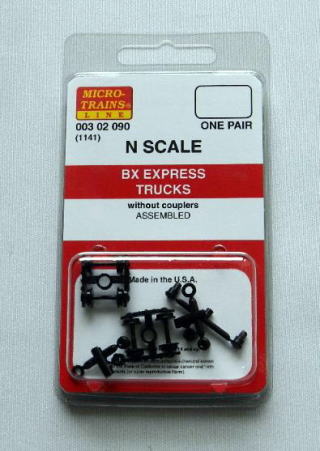 MICRO-
TRAINS®
LINE
003 02 090
(1141)
ONE PAIR
N SCALE
BX EXPRESS
TRUCKS
without couplers
ASSEMBLED
Made in the U.S.A.